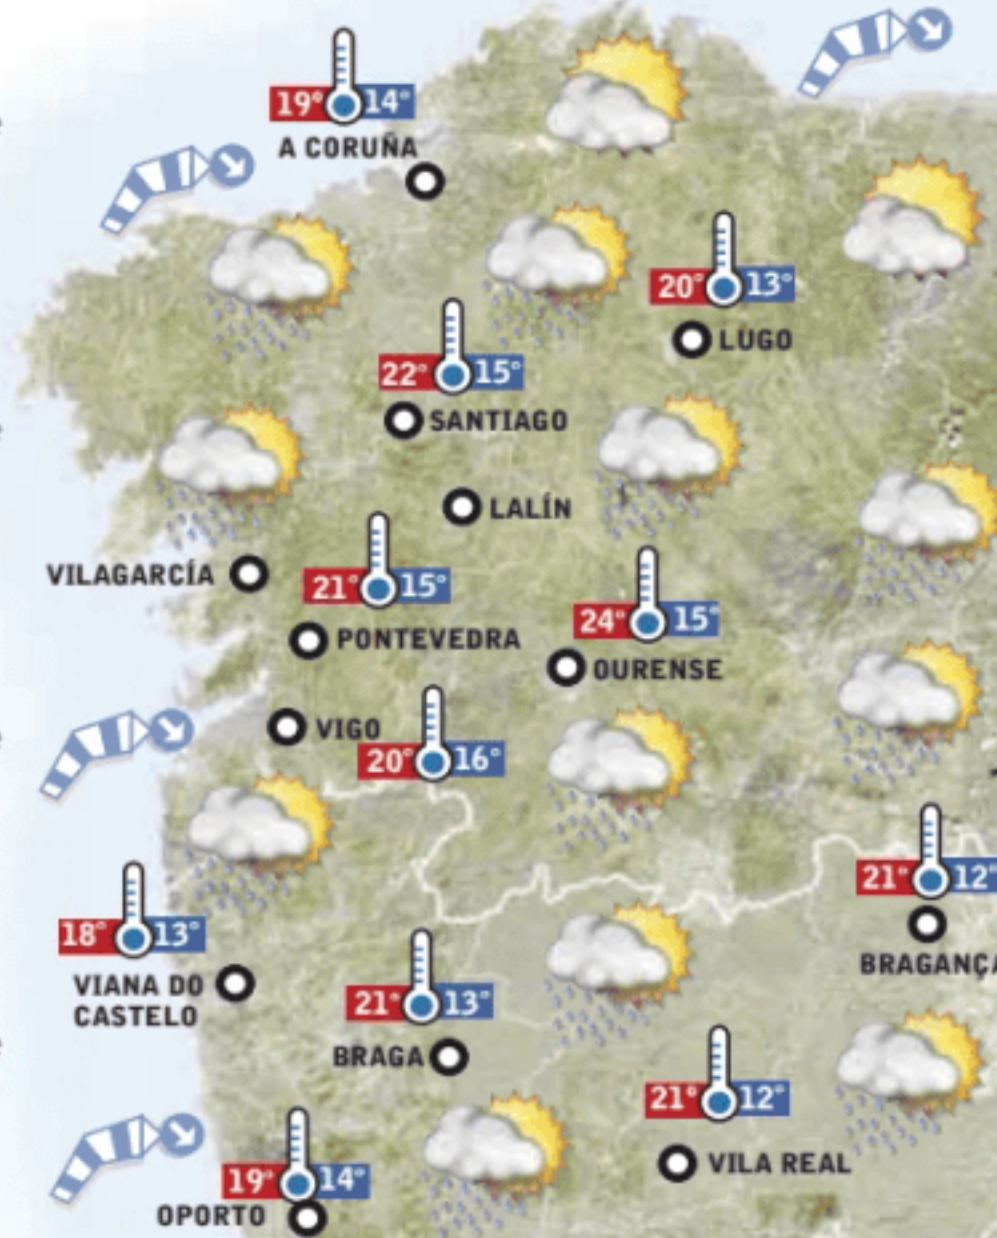 19° 14°
A CORUÑA
20° 13°
LUGO
22° 15°
SANTIAGO
LALÍN
VILAGARCÍA
21° 15°
PONTEVEDRA
24° 15°
OURENSE
VIGO
20° 16°
21° 12°
BRAGANÇA
18° 13°
VIANA DO
CASTELO
21° 13°
BRAGA
21° 12°
VILA REAL
19° 14°
OPORTO